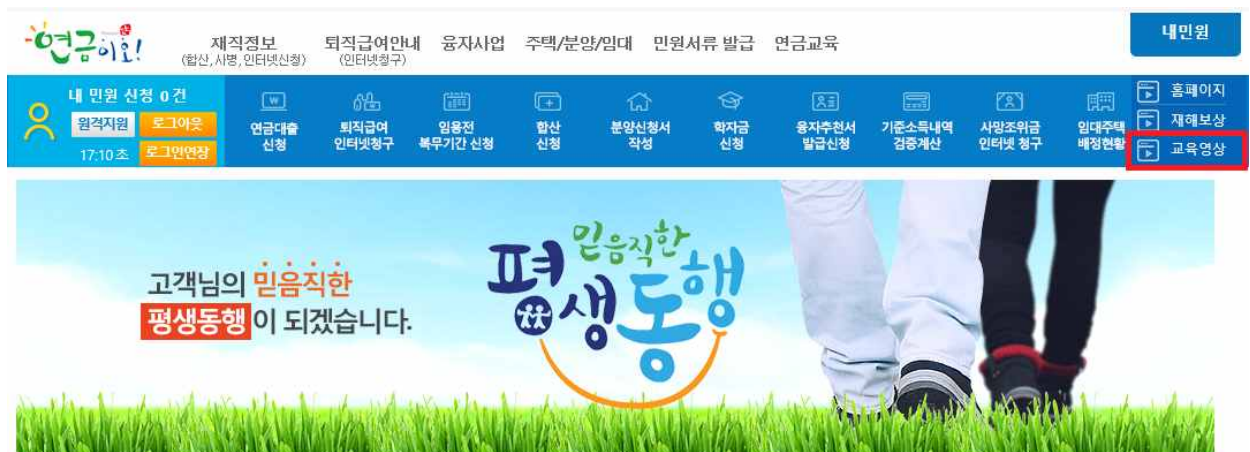 연금이요!
재직정보 퇴직급여안내 융자사업 주택/분양/임대 민원서류 발급 연금교육
(합산, 사병, 인터넷신청) (인터넷청구)
내민원
내 민원 신청 0건
원격지원 로그아웃
17:10초 로그인연장
연금대출
신청
퇴직급여
인터넷청구
임용전
복무기간 신청
합산
신청
분양신청서
작성
학자금
신청
융자추천서
발급신청
기준소득내역
검증계산
사망조위금
인터넷 청구
임대주택
배정현황
홈페이지
재해보상
교육영상
고객님의 믿음직한
평생동행이 되겠습니다.
믿음직한
평생동행